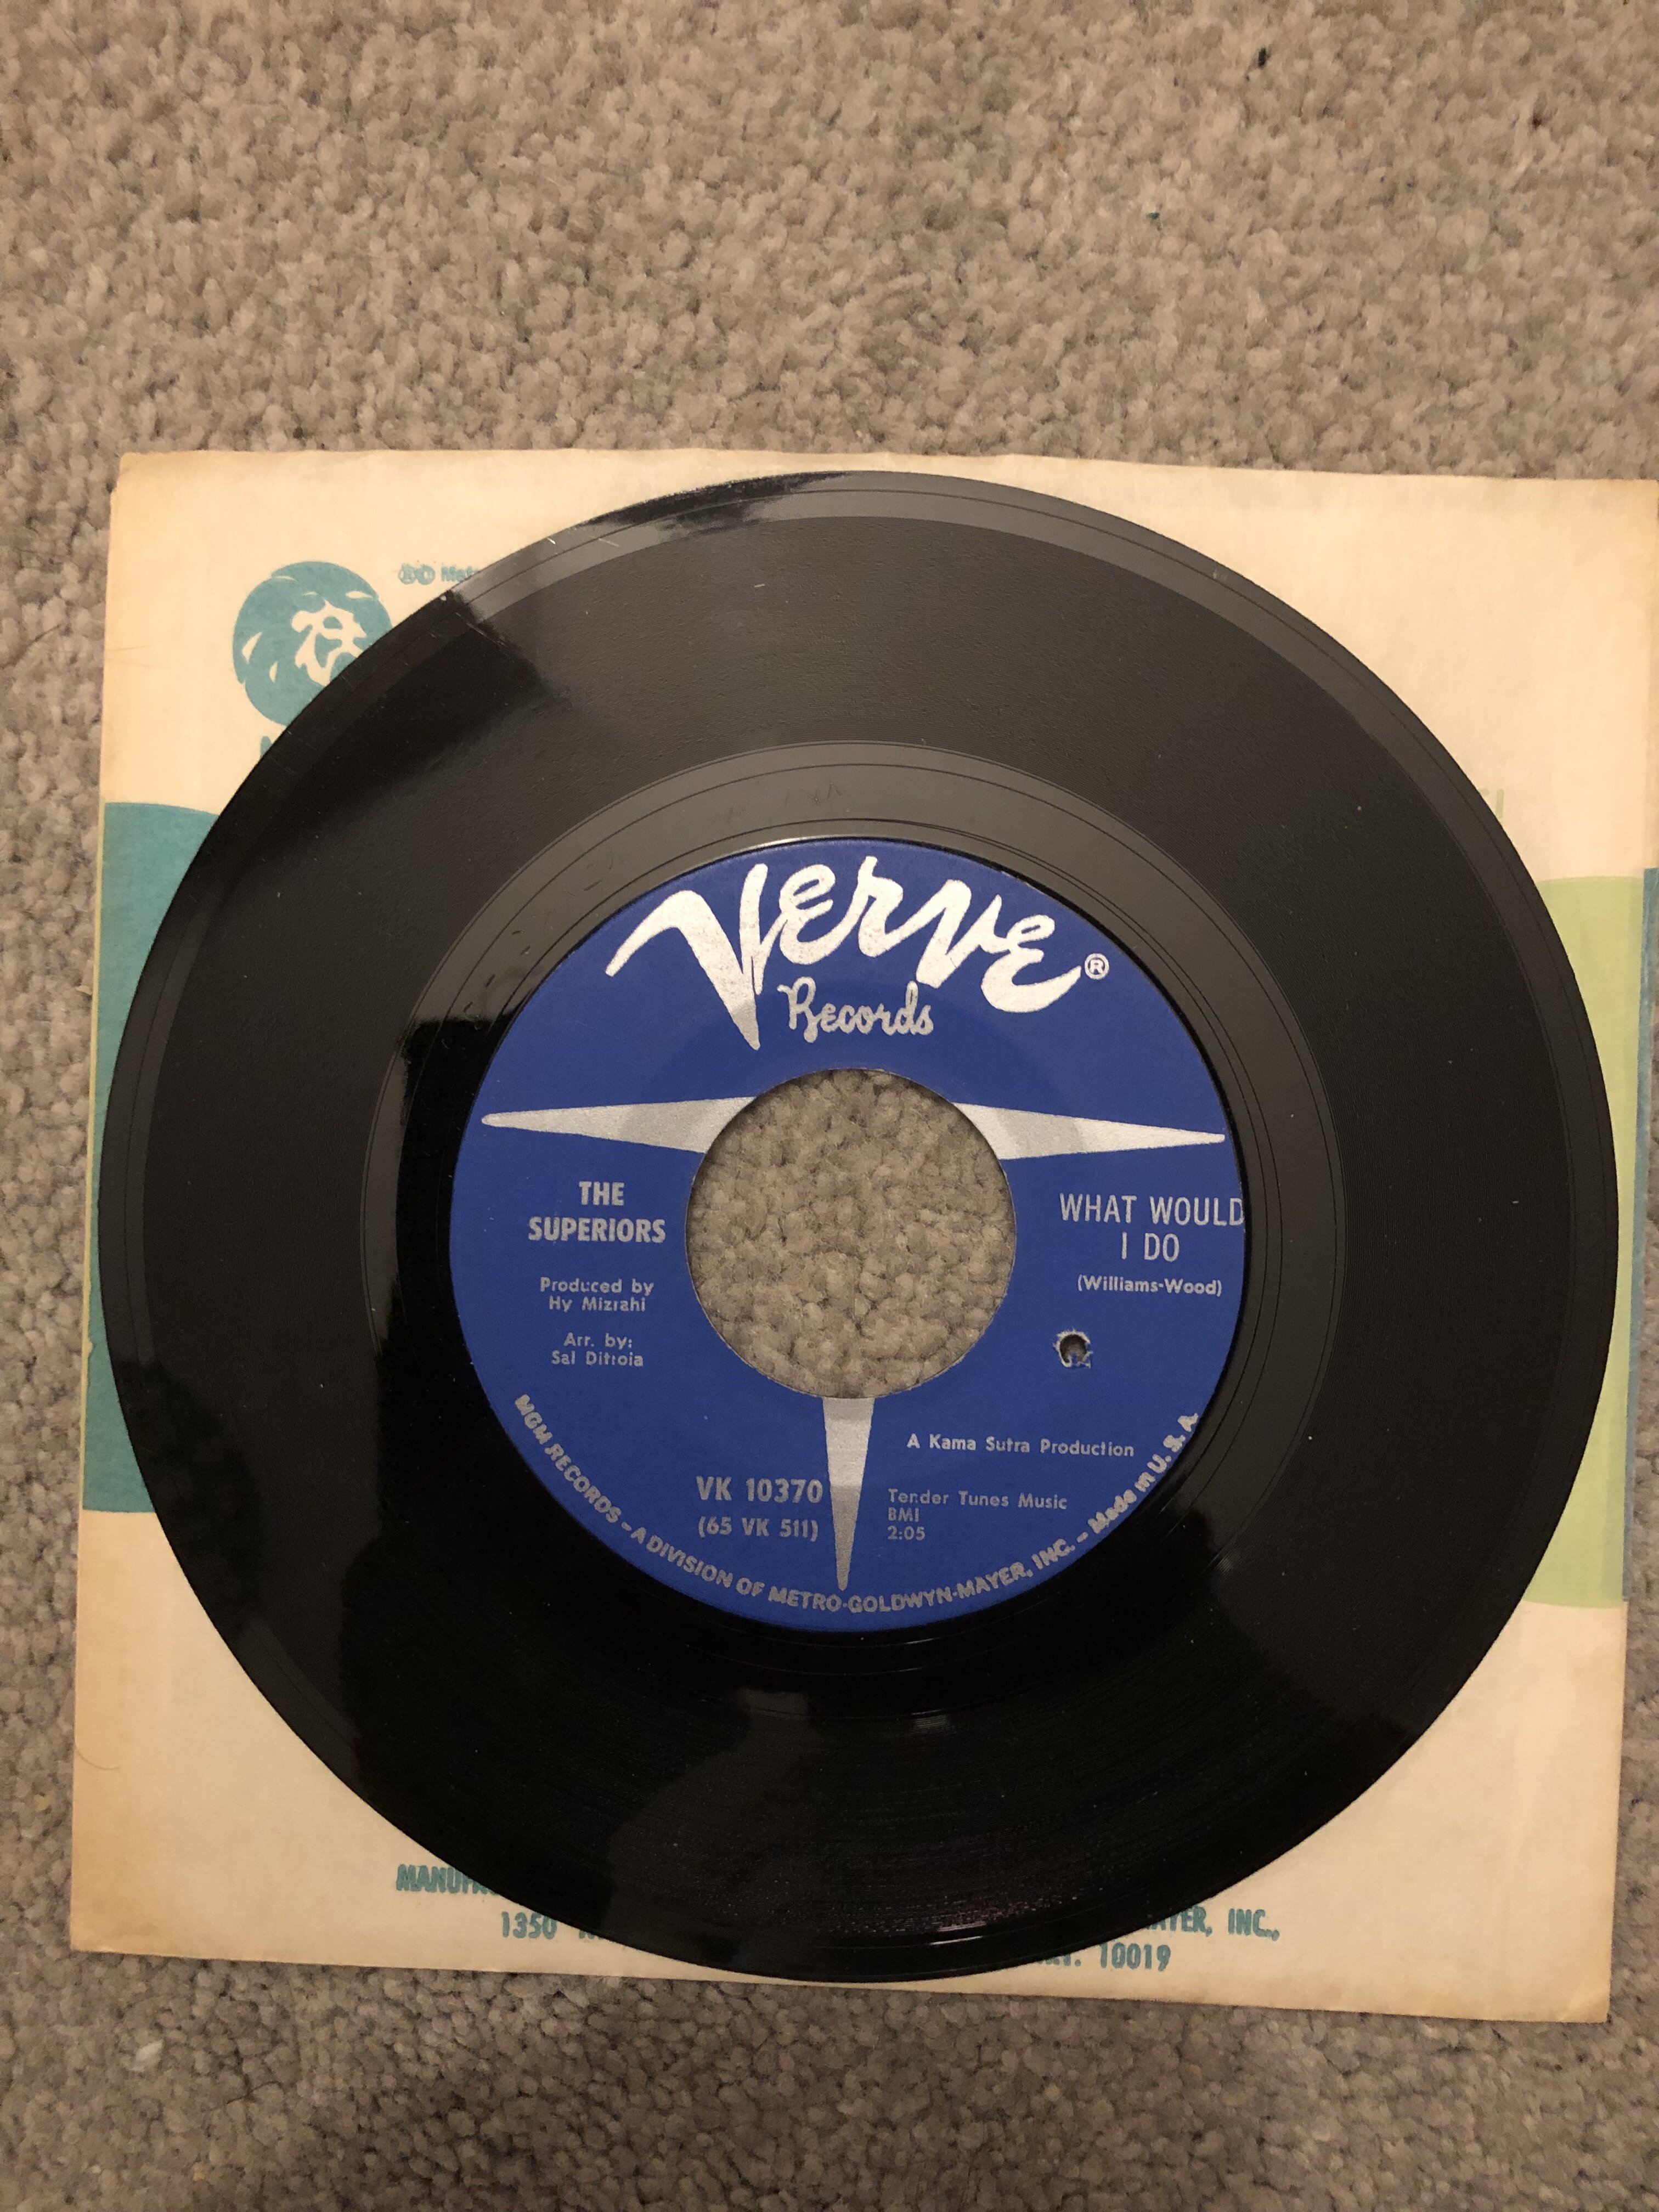 Verve®
Records
THE
SUPERIORS
Produced by
Hy Mizrahi
Arr. by:
Sal Ditroia
WHAT WOULD
I DO
(Williams-Wood)
A Kama Sutra Production
VK 10370
(65 VK 511)
Tender Tunes Music
BMI
2:05
MGM RECORDS – A DIVISION OF METRO-GOLDWYN-MAYER, INC. – Made in U. S. A.
1350
INC.,
10019